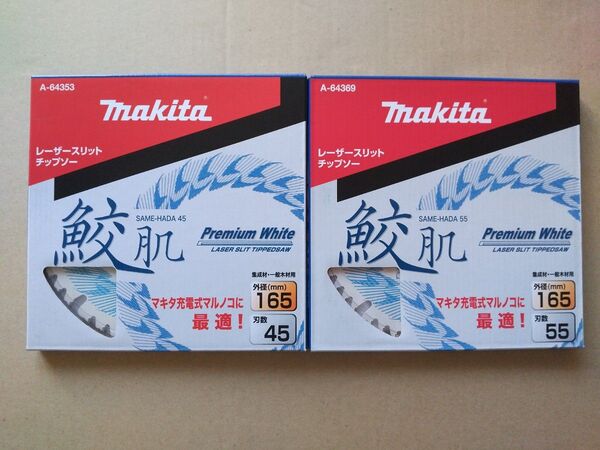 A-64353
makita
レーザースリット
チップソー
鮫肌
SAME-HADA 45
Premium White
LASER SLIT TIPPEDSAW
集成材・一般木材用
マキタ充電式マルノコに
最適！
外径(mm)
165
刃数
45
A-64369
makita
レーザースリット
チップソー
鮫肌
SAME-HADA 55
Premium White
LASER SLIT TIPPEDSAW
集成材・一般木材用
マキタ充電式マルノコに
最適！
外径(mm)
165
刃数
55